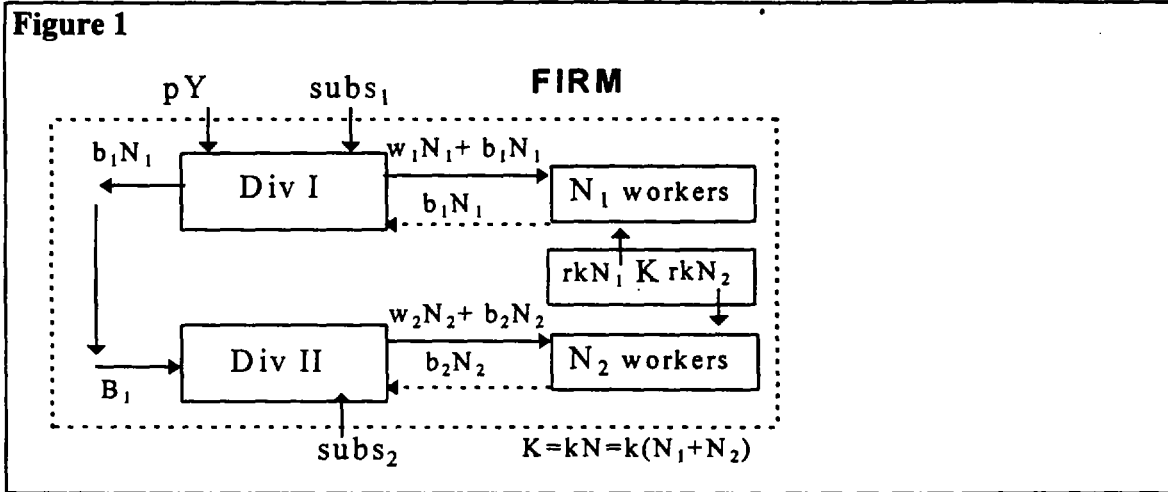 Figure 1
FIRM
pY
subs₁
b₁N₁
Div I
w₁N₁+ b₁N₁
b₁N₁
N₁ workers
rkN₁ K rkN₂
w₂N₂+ b₂N₂
Div II
b₂N₂
N₂ workers
B₁
subs₂
K=kN=k(N₁+N₂)